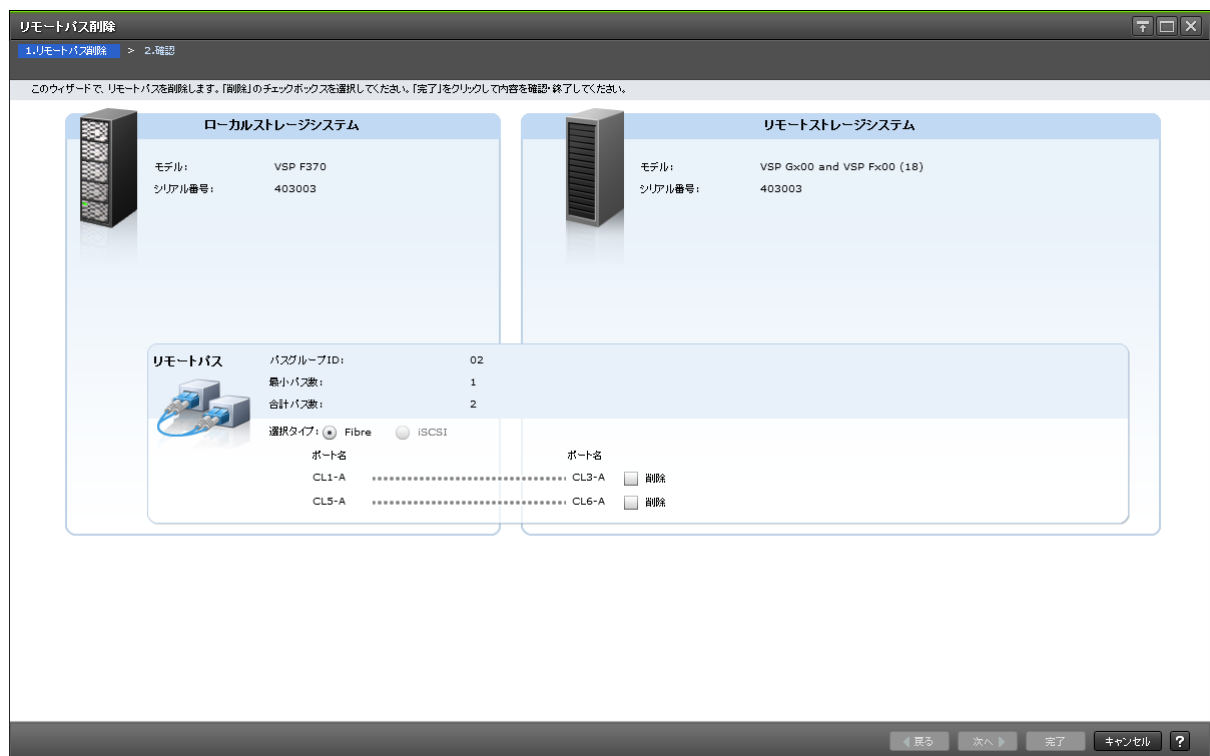 リモートパス削除
1.リモートパス削除 > 2.確認
このウィザードで、リモートパスを削除します。「削除」のチェックボックスを選択してください。「完了」をクリックして内容を確認・終了してください。
ローカルストレージシステム
モデル: VSP F370
シリアル番号: 403003
リモートストレージシステム
モデル: VSP Gx00 and VSP Fx00 (18)
シリアル番号: 403003
リモートパス
パスグループID: 02
最小パス数: 1
合計パス数: 2
選択タイプ: Fibre iSCSI
ポート名 ポート名
CL1-A CL3-A 削除
CL5-A CL6-A 削除
戻る 次へ 完了 キャンセル ?